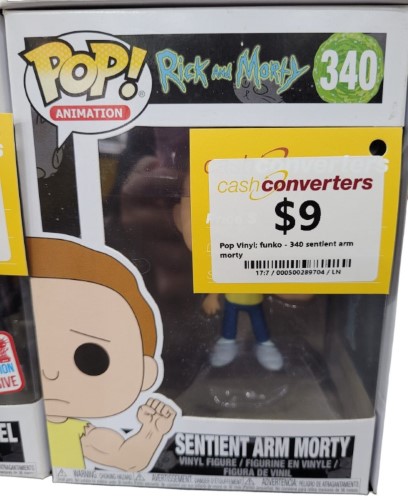 POP!
ANIMATION
Rick and Morty
340
cash converters
$9
Pop Vinyl: funko - 340 sentient arm
morty
17:7 / 000500289704 / LN
EL
SENTIENT ARM MORTY
VINYL FIGURE / FIGURINE EN VINYLE /
FIGURA DE VINIL